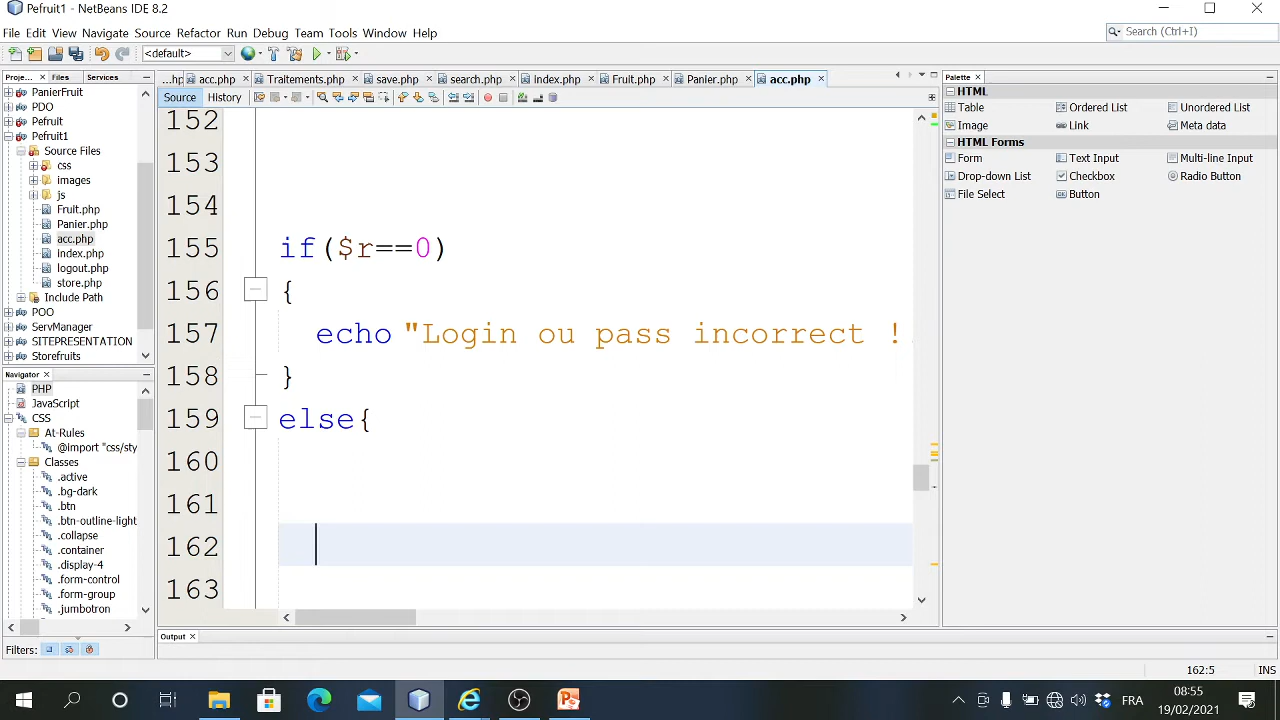 Pefruit1 - NetBeans IDE 8.2
File Edit View Navigate Source Refactor Run Debug Team Tools Window Help
Search (Ctrl+I)
<default>
Proje... Files Services
...hp acc.php Traitements.php save.php search.php Index.php Fruit.php Panier.php acc.php
Palette
Source History
HTML
Table Ordered List Unordered List
Image Link Meta data
HTML Forms
Form Text Input Multi-line Input
Drop-down List Checkbox Radio Button
File Select Button
PanierFruit
PDO
Pefruit
Pefruit1
Source Files
css
images
js
Fruit.php
Panier.php
acc.php
Index.php
logout.php
store.php
Include Path
POO
ServManager
SITEPRESENTATION
Storefruits
152
153
154
155 if($r==0)
156 {
157 echo "Login ou pass incorrect !
158 }
159 else{
160
161
162
163
Navigator
PHP
JavaScript
CSS
At-Rules
@import "css/sty
Classes
.active
.bg-dark
.btn
.btn-outline-light
.collapse
.container
.display-4
.form-control
.form-group
.jumbotron
Filters:
Output
162:5 INS
FRA
08:55
19/02/2021